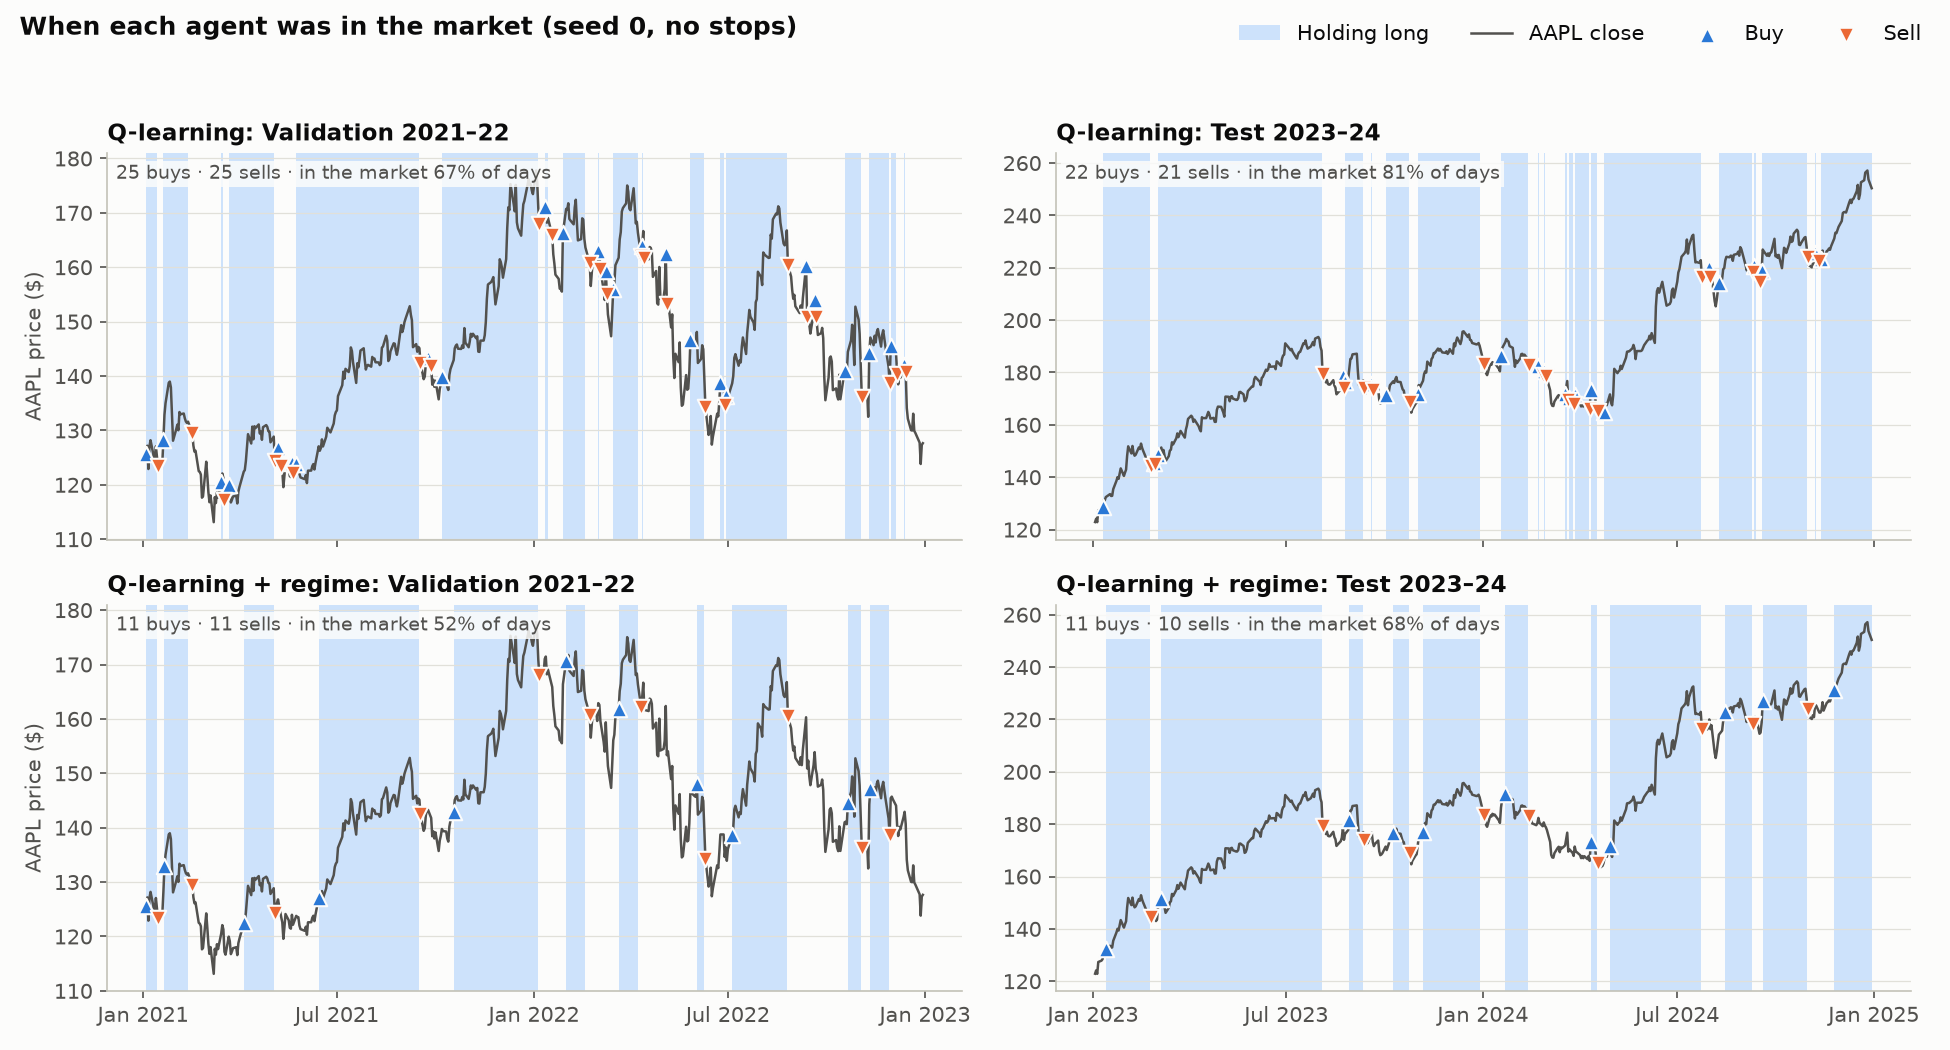 When each agent was in the market (seed 0, no stops)
Holding long
AAPL close
Buy
Sell
Q-learning: Validation 2021–22
25 buys · 25 sells · in the market 67% of days
AAPL price ($)
180
170
160
150
140
130
120
110
Q-learning: Test 2023–24
22 buys · 21 sells · in the market 81% of days
260
240
220
200
180
160
140
120
Q-learning + regime: Validation 2021–22
11 buys · 11 sells · in the market 52% of days
AAPL price ($)
180
170
160
150
140
130
120
110
Jan 2021
Jul 2021
Jan 2022
Jul 2022
Jan 2023
Q-learning + regime: Test 2023–24
11 buys · 10 sells · in the market 68% of days
260
240
220
200
180
160
140
120
Jan 2023
Jul 2023
Jan 2024
Jul 2024
Jan 2025